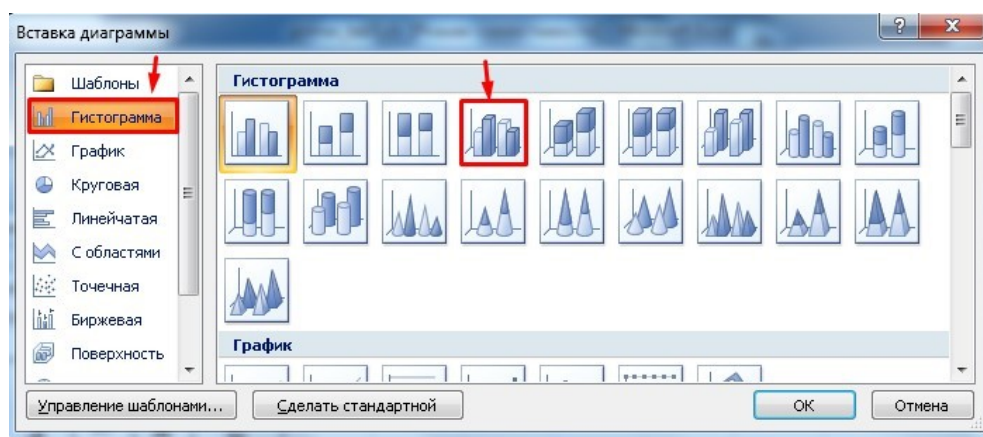 Вставка диаграммы
Шаблоны
Гистограмма
График
Круговая
Линейчатая
С областями
Точечная
Биржевая
Поверхность
Гистограмма
График
Управление шаблонами...
Сделать стандартной
ОК
Отмена